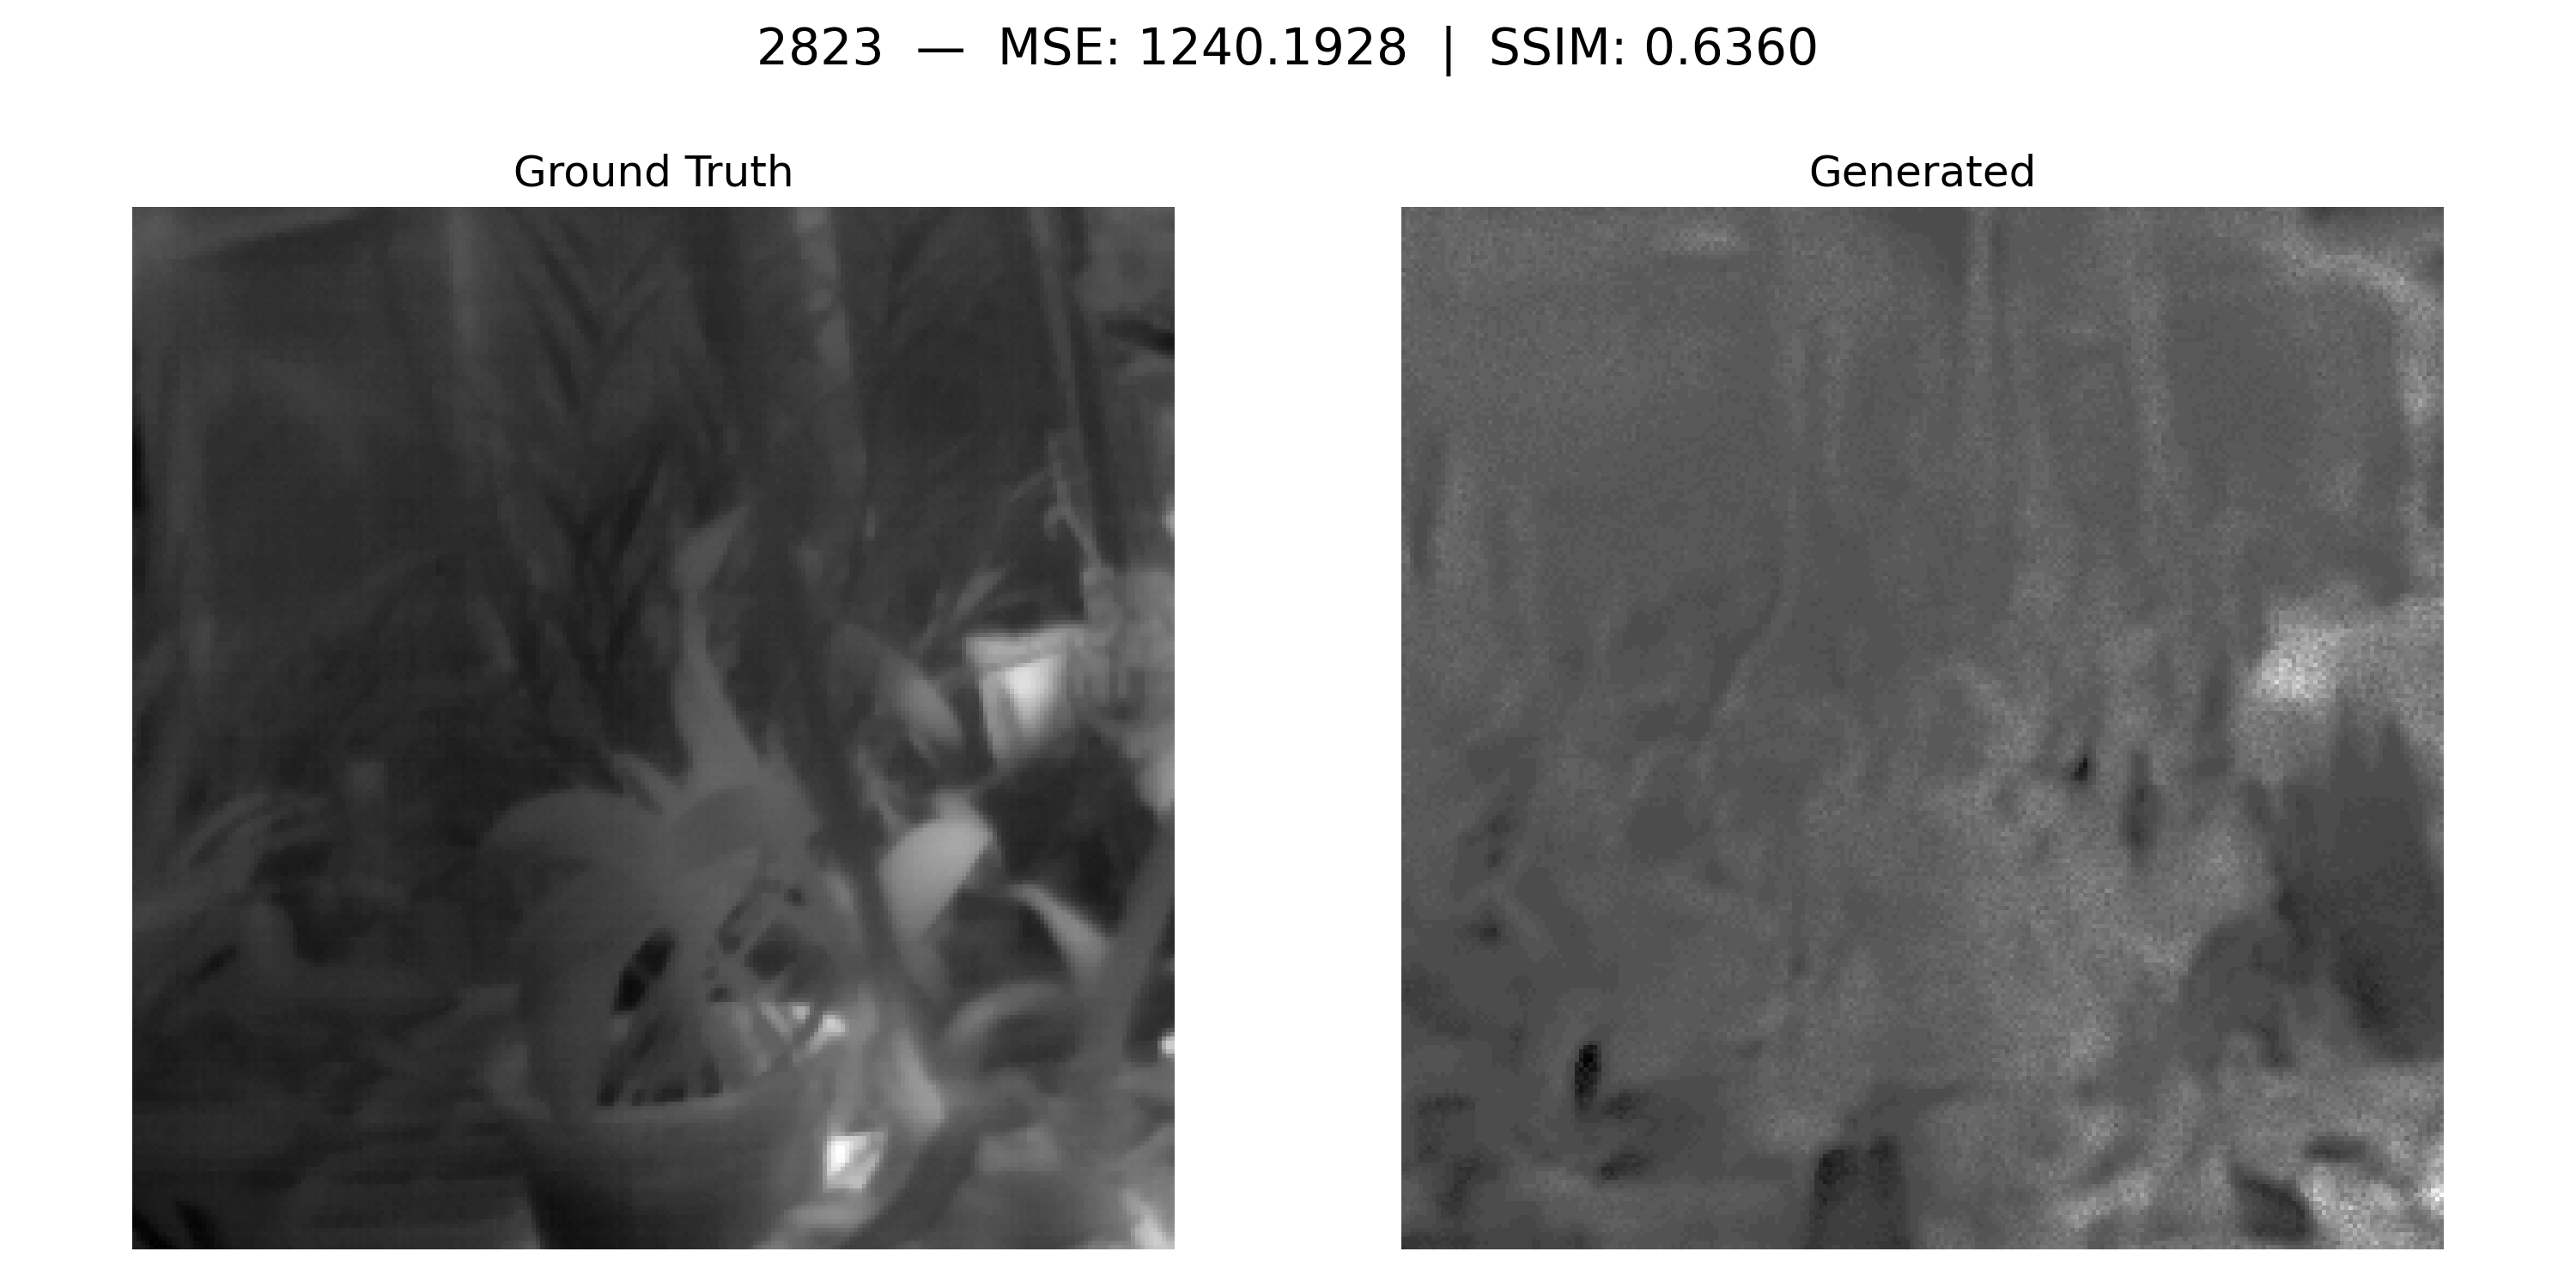 2823 — MSE: 1240.1928 | SSIM: 0.6360
Ground Truth
Generated